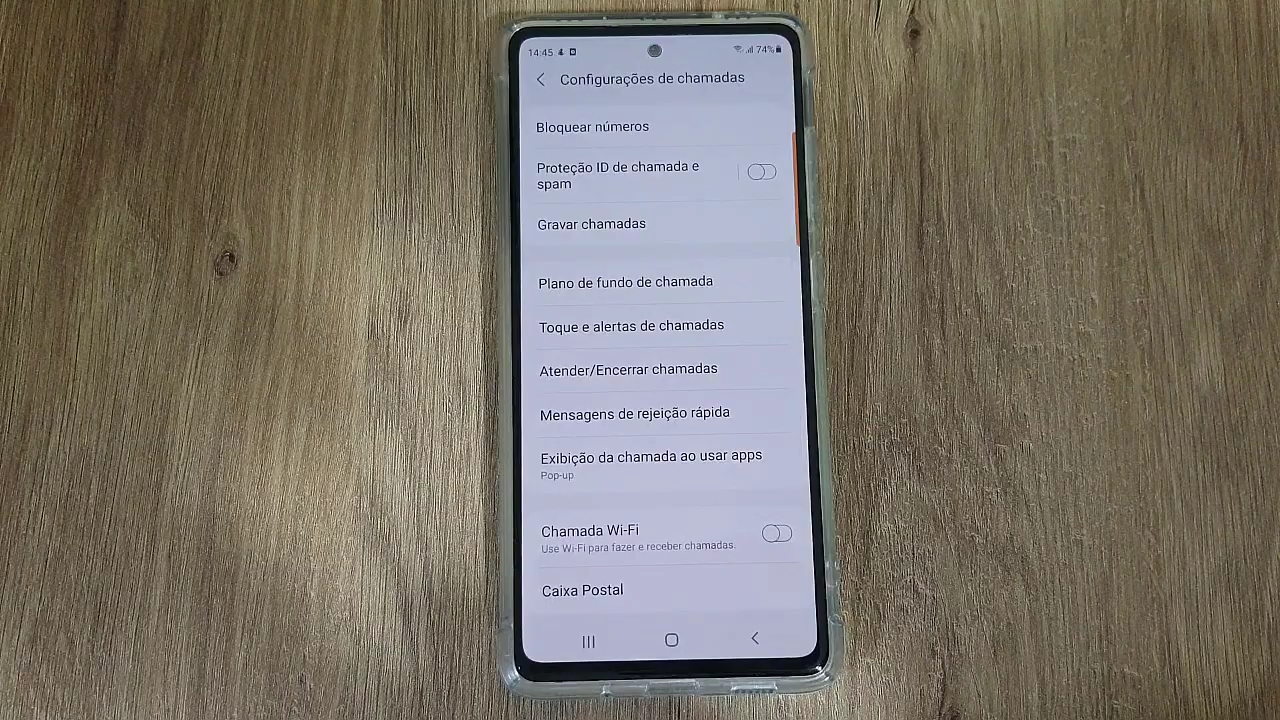 14:45
74%
Configurações de chamadas
Bloquear números
Proteção ID de chamada e
spam
Gravar chamadas
Plano de fundo de chamada
Toque e alertas de chamadas
Atender/Encerrar chamadas
Mensagens de rejeição rápida
Exibição da chamada ao usar apps
Pop-up
Chamada Wi-Fi
Use Wi-Fi para fazer e receber chamadas.
Caixa Postal